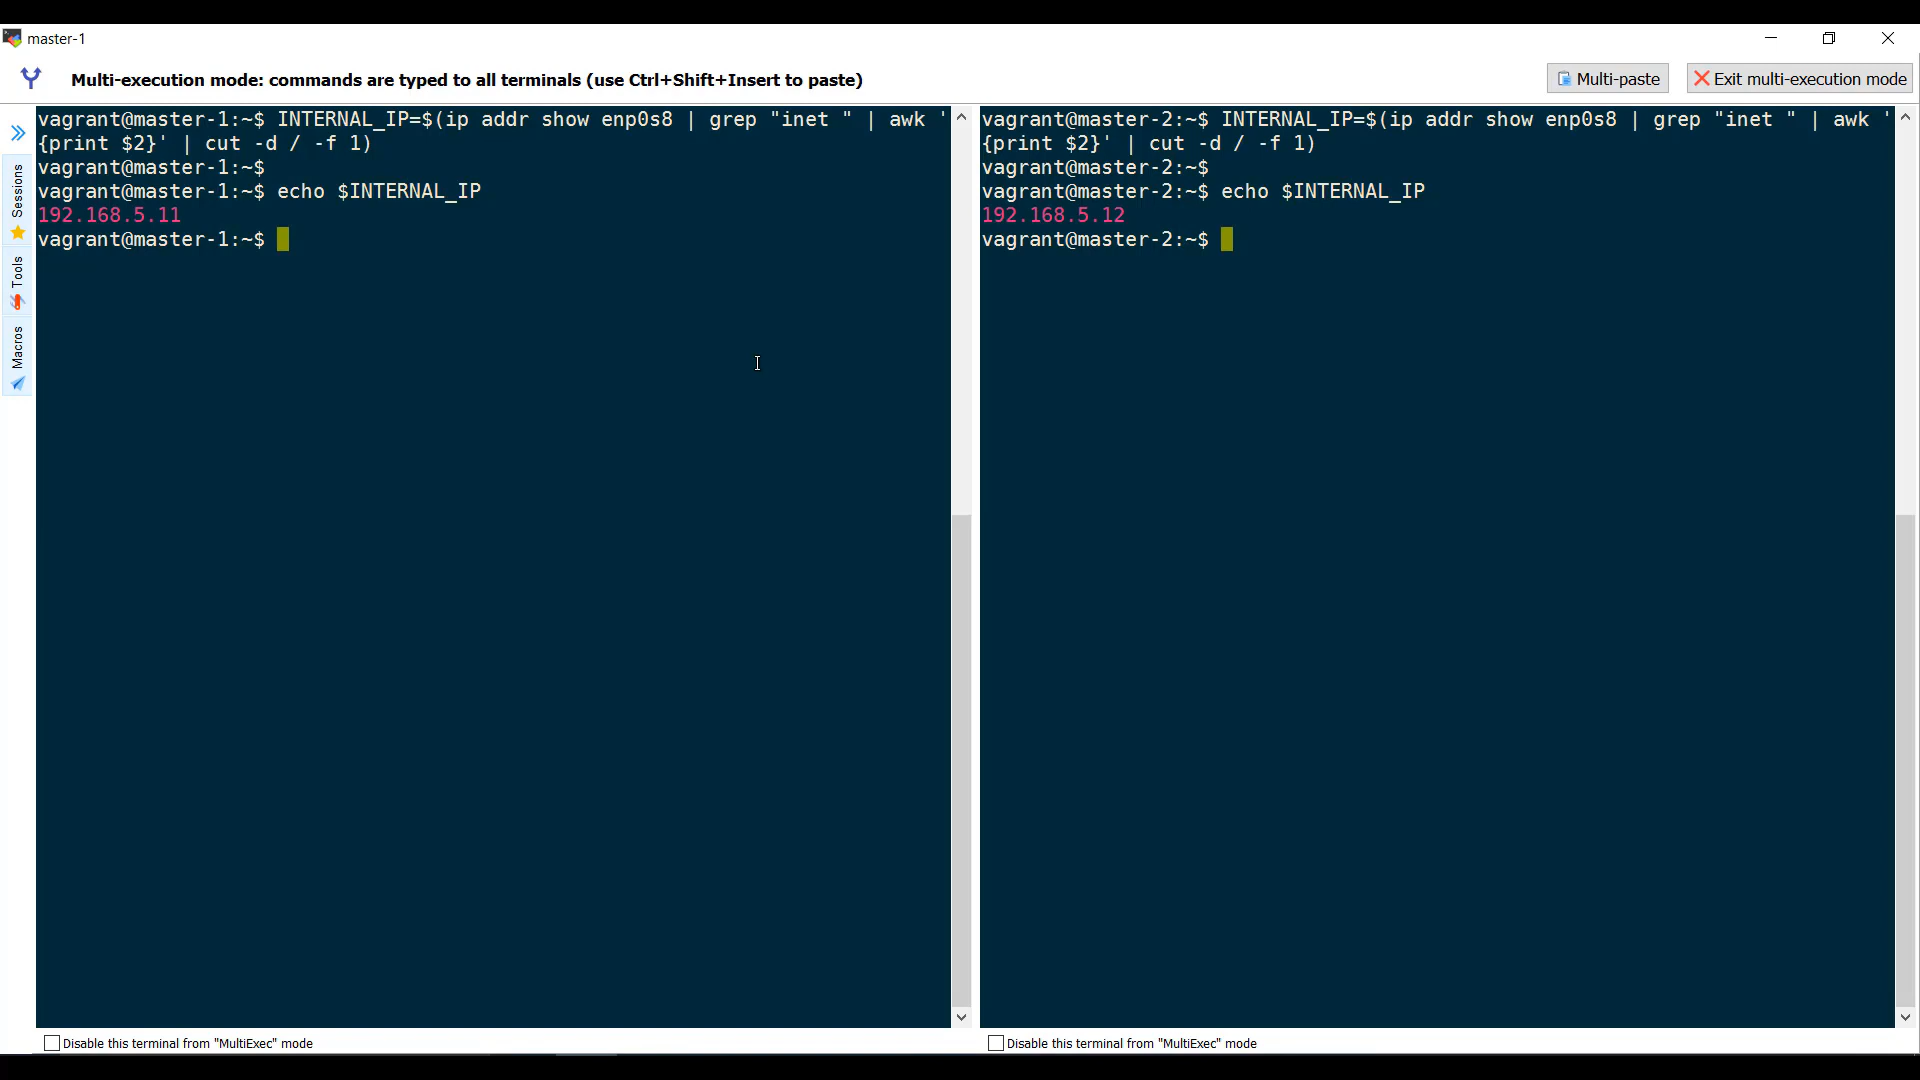 master-1
Multi-execution mode: commands are typed to all terminals (use Ctrl+Shift+Insert to paste)
Multi-paste
Exit multi-execution mode
Sessions
Tools
Macros
vagrant@master-1:~$ INTERNAL_IP=$(ip addr show enp0s8 | grep "inet " | awk '
{print $2}' | cut -d / -f 1)
vagrant@master-1:~$
vagrant@master-1:~$ echo $INTERNAL_IP
192.168.5.11
vagrant@master-1:~$
Disable this terminal from "MultiExec" mode
vagrant@master-2:~$ INTERNAL_IP=$(ip addr show enp0s8 | grep "inet " | awk '
{print $2}' | cut -d / -f 1)
vagrant@master-2:~$
vagrant@master-2:~$ echo $INTERNAL_IP
192.168.5.12
vagrant@master-2:~$
Disable this terminal from "MultiExec" mode